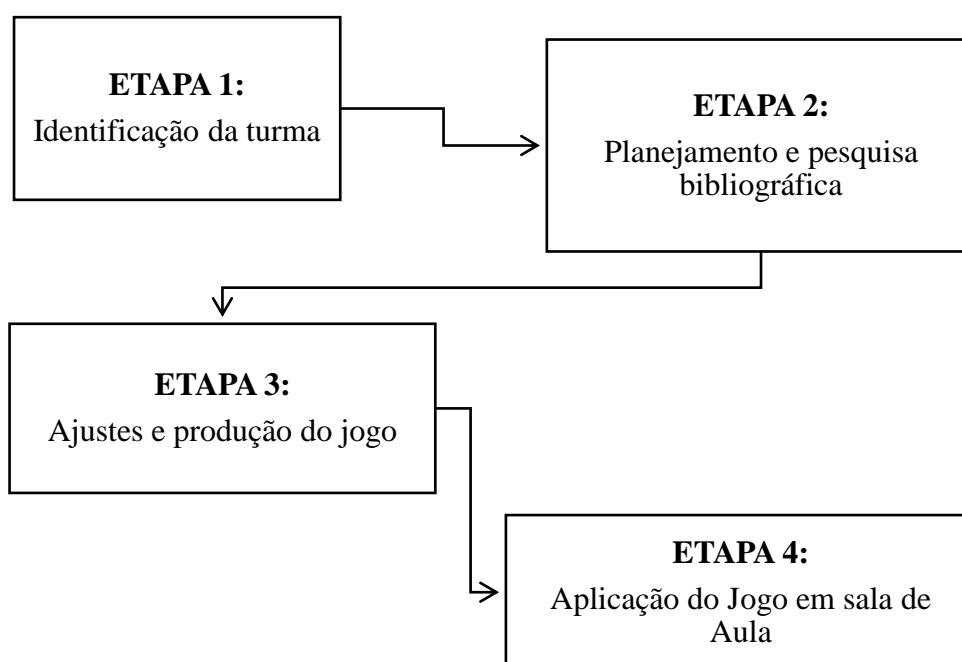 ETAPA 1:
Identificação da turma
ETAPA 2:
Planejamento e pesquisa
bibliográfica
ETAPA 3:
Ajustes e produção do jogo
ETAPA 4:
Aplicação do Jogo em sala de
Aula